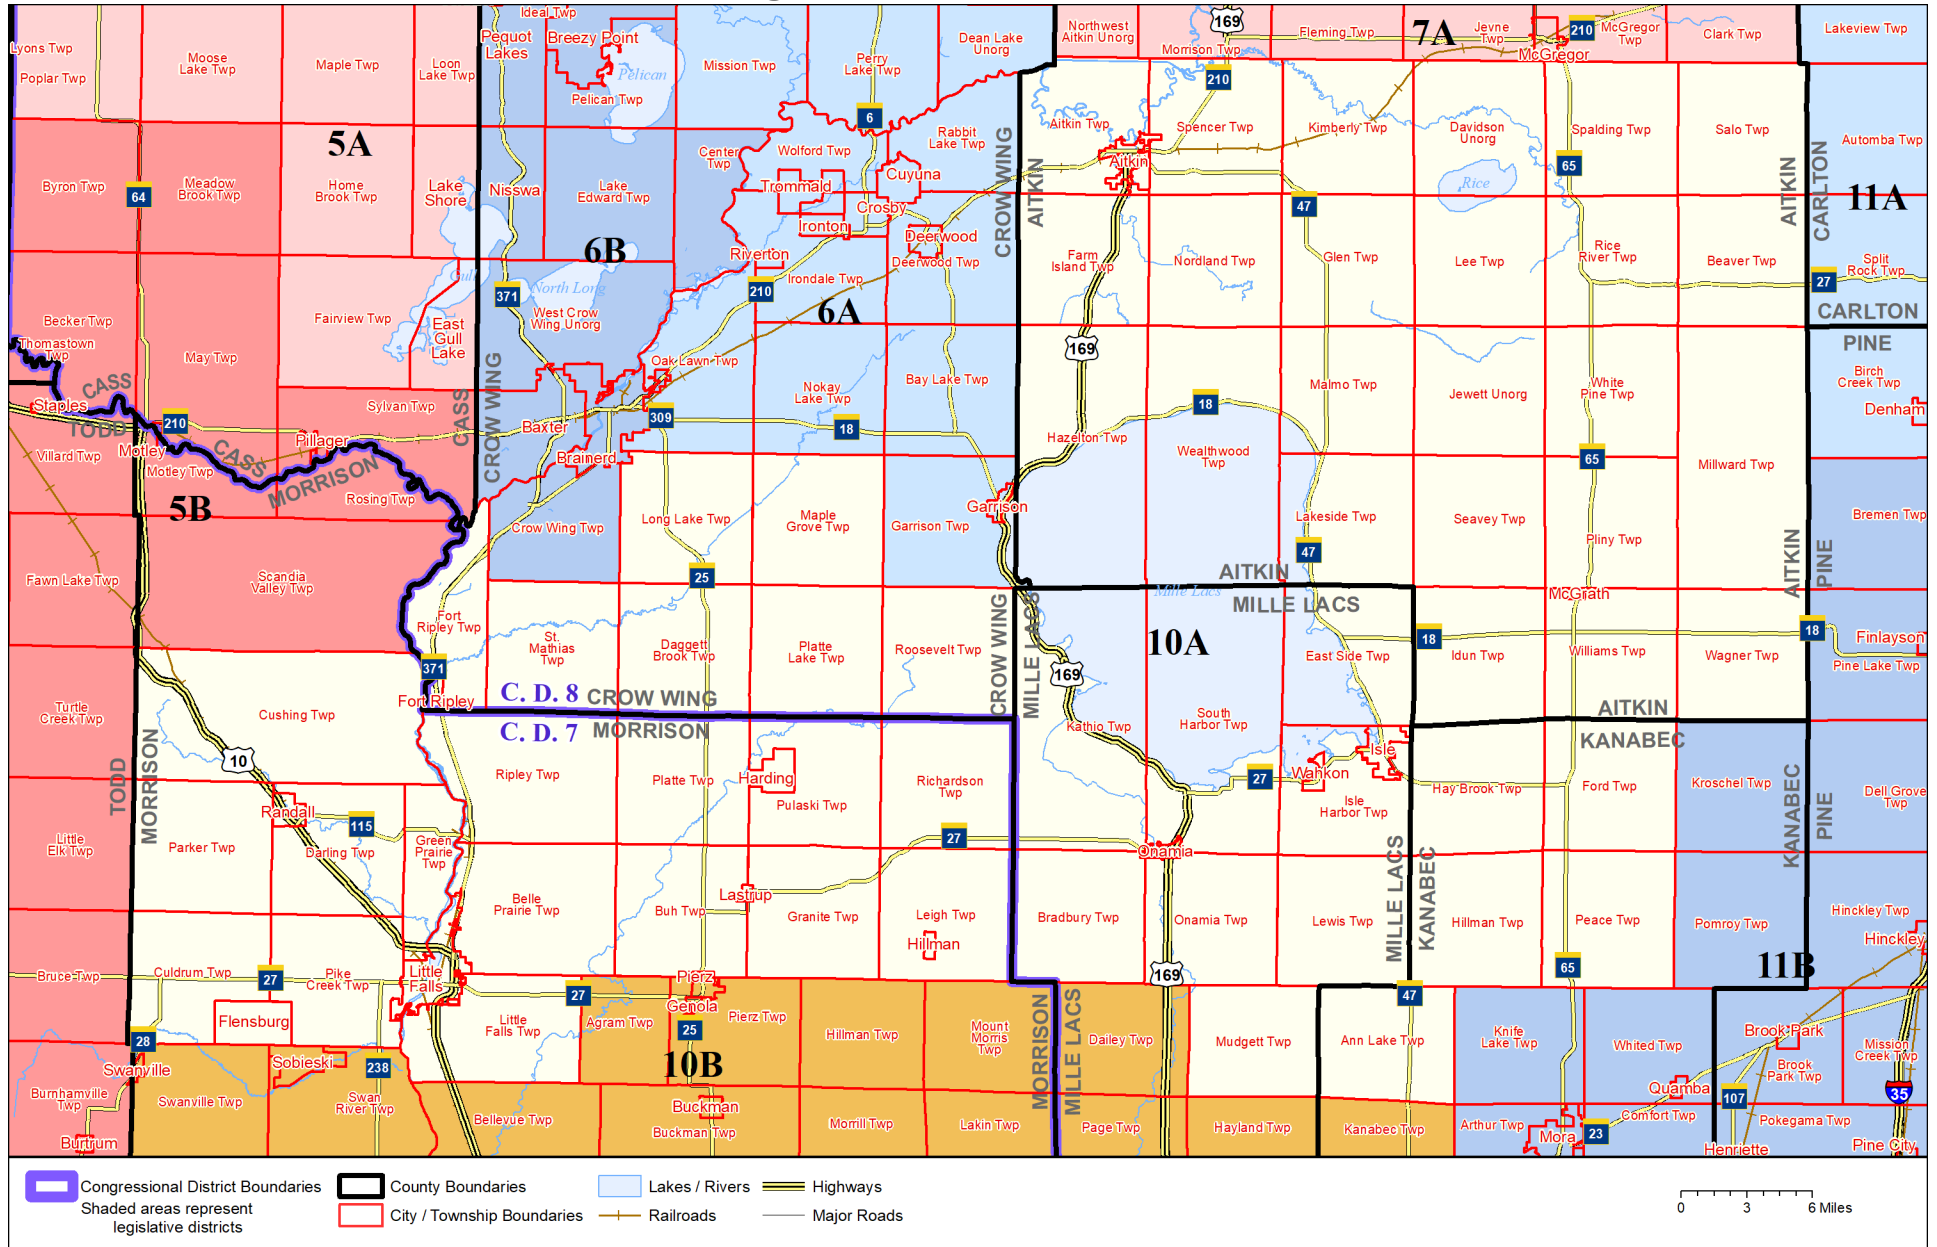 Ideal Twp
169
Northwest
Aitkin Unorg
Lyons Twp
Poplar Twp
Moose
Lake Twp
Maple Twp
Loon
Lake Twp
Pequot
Lakes
Breezy Point
Pelican
Pelican Twp
Mission Twp
Perry
Lake Twp
Dean Lake
Unorg
Morrison Twp
Fleming Twp
7A
Jevne
Twp
210
McGregor
Twp
McGregor
Clark Twp
Lakeview Twp
210
6
5A
Byron Twp
64
Meadow
Brook Twp
Home
Brook Twp
Lake
Shore
Nisswa
Lake
Edward Twp
Center
Twp
Wolford Twp
Rabbit
Lake Twp
Trommald
Cuyuna
Crosby
Ironton
Deerwood
Deerwood Twp
CROW WING
AITKIN
Aitkin Twp
Aitkin
Spencer Twp
Kimberly Twp
Davidson
Unorg
Rice
Spalding Twp
65
Salo Twp
AITKIN
CARLTON
Automba Twp
11A
47
6B
Riverton
Irondale Twp
210
6A
Gull
371
North Long
West Crow
Wing Unorg
Farm
Island Twp
Nordland Twp
Glen Twp
Lee Twp
Rice
River Twp
Beaver Twp
Split
Rock Twp
27
CARLTON
PINE
Becker Twp
Thomastown
Twp
May Twp
Fairview Twp
East
Gull
Lake
CASS
CROW WING
Oak Lawn Twp
Nokay
Lake Twp
Bay Lake Twp
169
Malmo Twp
Jewett Unorg
White
Pine Twp
Birch
Creek Twp
Denham
CASS
Staples
TODD
210
Sylvan Twp
Pillager
Baxter
309
18
18
Hazelton Twp
Wealthwood
Twp
Motley
Villard Twp
Motley Twp
CASS
MORRISON
Rosing Twp
Brainerd
65
Millward Twp
5B
Crow Wing Twp
Long Lake Twp
Maple
Grove Twp
Garrison
Garrison Twp
Lakeside Twp
Seavey Twp
Pliny Twp
Bremen Twp
AITKIN
PINE
47
Fawn Lake Twp
Scandia
Valley Twp
25
AITKIN
MILLE LACS
Mille Lacs
McGrath
Fort
Ripley Twp
St.
Mathias
Twp
Daggett
Brook Twp
Platte
Lake Twp
Roosevelt Twp
CROW WING
MILLE LACS
10A
East Side Twp
18
Idun Twp
Williams Twp
Wagner Twp
18
Finlayson
Pine Lake Twp
371
Fort Ripley
169
C. D. 8
CROW WING
C. D. 7
MORRISON
Turtle
Creek Twp
Cushing Twp
Kathio Twp
South
Harbor Twp
AITKIN
KANABEC
TODD
MORRISON
10
Ripley Twp
Platte Twp
Harding
Pulaski Twp
Richardson
Twp
27
Wahkon
Isle
Isle
Harbor Twp
Hay Brook Twp
Ford Twp
Kroschel Twp
KANABEC
PINE
Dell Grove
Twp
Randall
115
Little
Elk Twp
Parker Twp
Darling Twp
Green
Prairie
Twp
27
Onamia
MILLE LACS
KANABEC
Belle
Prairie Twp
Buh Twp
Lastrup
Granite Twp
Leigh Twp
Hillman
Bradbury Twp
Onamia Twp
Lewis Twp
Hillman Twp
Peace Twp
Pomroy Twp
Hinckley Twp
Hinckley
Bruce Twp
Culdrum Twp
27
Pike
Creek Twp
Little
Falls
27
Pierz
Genola
169
65
11B
47
Flensburg
Little
Falls Twp
Agram Twp
25
Pierz Twp
Hillman Twp
Mount
Morris
Twp
MORRISON
MILLE LACS
Dailey Twp
Mudgett Twp
Ann Lake Twp
Knife
Lake Twp
Whited Twp
Brook Park
Brook
Park Twp
Mission
Creek Twp
28
Swanville
Sobieski
238
10B
Burnhamville
Twp
Swanville Twp
Swan
River Twp
Bellevue Twp
Buckman
Buckman Twp
Morrill Twp
Lakin Twp
Page Twp
Hayland Twp
Kanabec Twp
Arthur Twp
Mora
23
Quamba
Comfort Twp
107
35
Pokegama Twp
Burtrum
Henriette
Pine City
Congressional District Boundaries
Shaded areas represent
legislative districts
County Boundaries
City / Township Boundaries
Lakes / Rivers
Railroads
Highways
Major Roads
0 3 6 Miles